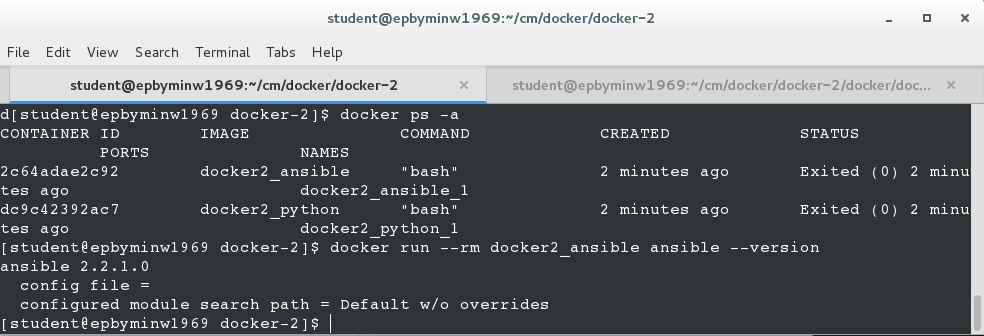 student@epbyminw1969:~/cm/docker/docker-2
File Edit View Search Terminal Tabs Help
student@epbyminw1969:~/cm/docker/docker-2 × student@epbyminw1969:~/cm/docker/docker-2/docker/doc... ×
d[student@epbyminw1969 docker-2]$ docker ps -a
CONTAINER ID        IMAGE               COMMAND             CREATED             STATUS
          PORTS               NAMES
2c64adae2c92        docker2_ansible     "bash"              2 minutes ago       Exited (0) 2 minu
tes ago                       docker2_ansible_1
dc9c42392ac7        docker2_python      "bash"              2 minutes ago       Exited (0) 2 minu
tes ago                       docker2_python_1
[student@epbyminw1969 docker-2]$ docker run --rm docker2_ansible ansible --version
ansible 2.2.1.0
  config file =
  configured module search path = Default w/o overrides
[student@epbyminw1969 docker-2]$